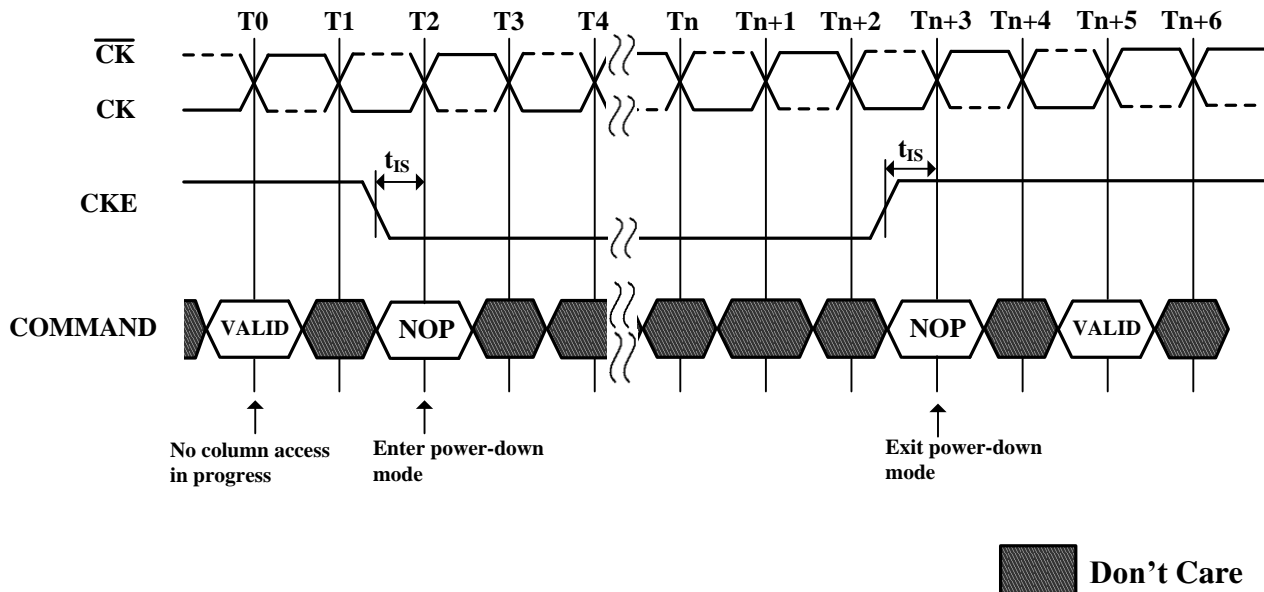 T0 T1 T2 T3 T4 Tn Tn+1 Tn+2 Tn+3 Tn+4 Tn+5 Tn+6
CK
CK
tIS tIS
CKE
COMMAND VALID NOP NOP VALID
No column access
in progress
Enter power-down
mode
Exit power-down
mode
Don't Care